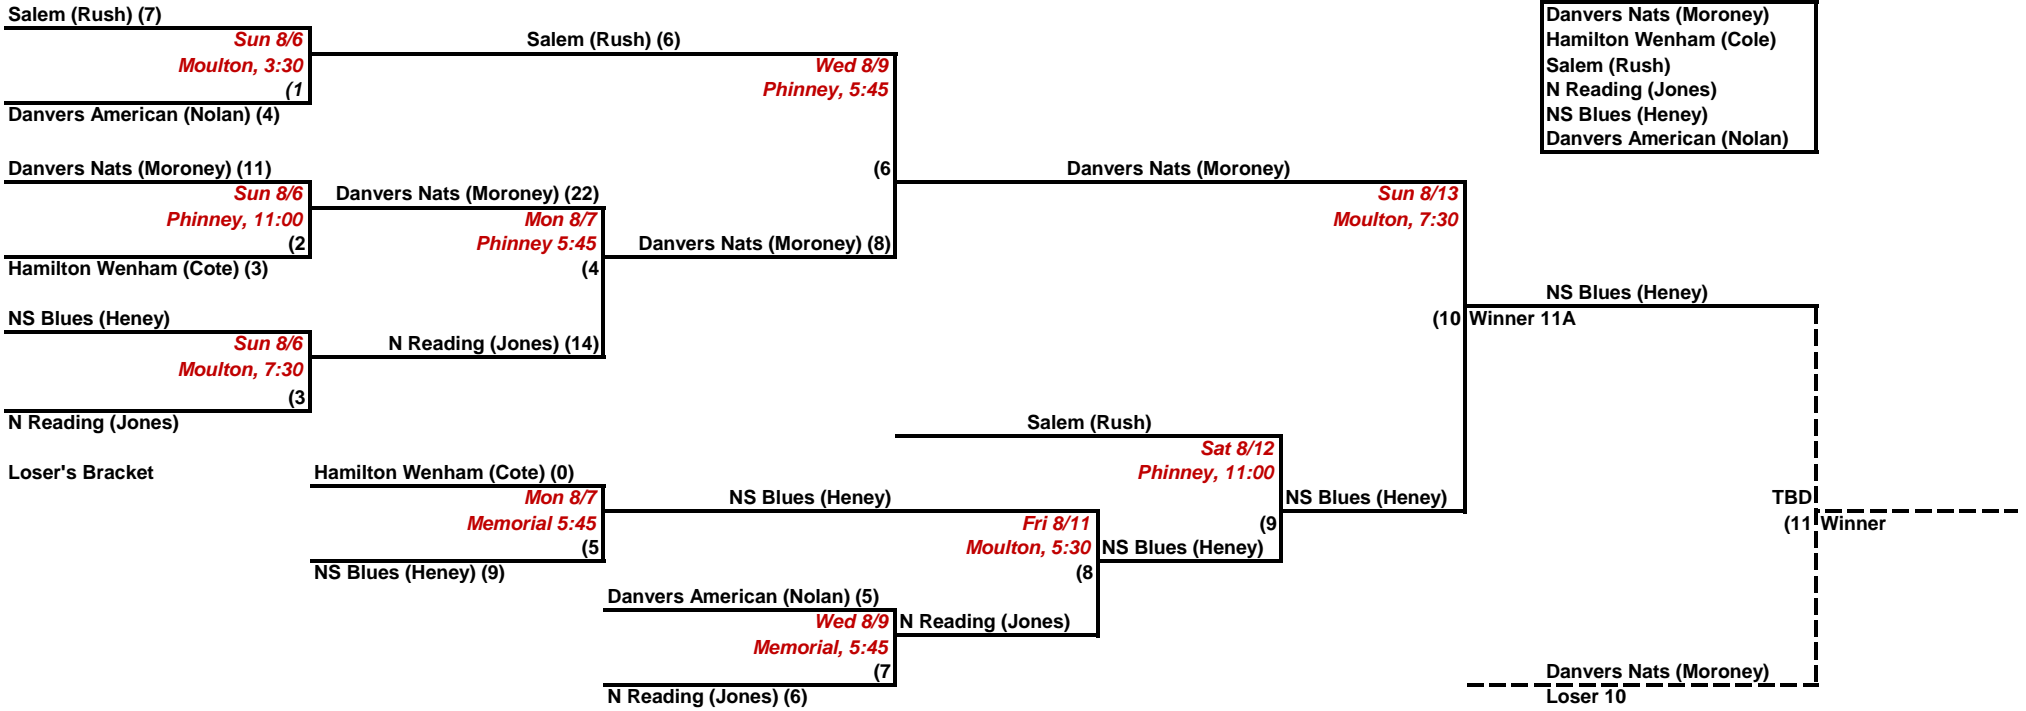 Salem (Rush) (7)
Sun 8/6
Moulton, 3:30
(1
Danvers American (Nolan) (4)
Salem (Rush) (6)
Wed 8/9
Phinney, 5:45
(6
Danvers Nats (Moroney) (11)
Sun 8/6
Phinney, 11:00
(2
Hamilton Wenham (Cote) (3)
Danvers Nats (Moroney) (22)
Mon 8/7
Phinney 5:45
(4
Danvers Nats (Moroney) (8)
NS Blues (Heney)
Sun 8/6
Moulton, 7:30
(3
N Reading (Jones)
N Reading (Jones) (14)
Danvers Nats (Moroney)
Sun 8/13
Moulton, 7:30
(10
Danvers Nats (Moroney)
Hamilton Wenham (Cole)
Salem (Rush)
N Reading (Jones)
NS Blues (Heney)
Danvers American (Nolan)
NS Blues (Heney)
Winner 11A
Loser's Bracket
Hamilton Wenham (Cote) (0)
Mon 8/7
Memorial 5:45
(5
NS Blues (Heney) (9)
NS Blues (Heney)
Fri 8/11
Moulton, 5:30
(8
Danvers American (Nolan) (5)
Wed 8/9
Memorial, 5:45
(7
N Reading (Jones) (6)
N Reading (Jones)
Salem (Rush)
Sat 8/12
Phinney, 11:00
(9
NS Blues (Heney)
NS Blues (Heney)
TBD
(11
Winner
Danvers Nats (Moroney)
Loser 10